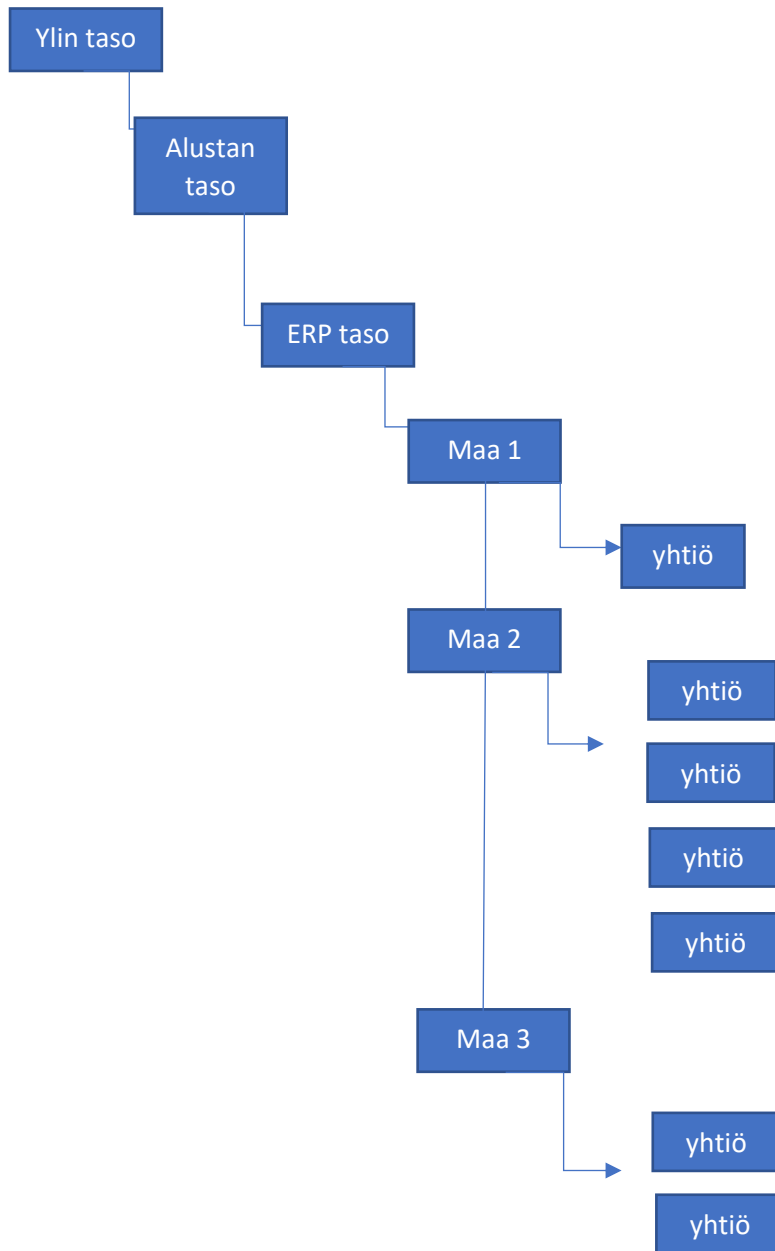 Ylin taso
Alustan
taso
ERP taso
Maa 1
yhtiö
Maa 2
yhtiö
yhtiö
yhtiö
yhtiö
Maa 3
yhtiö
yhtiö